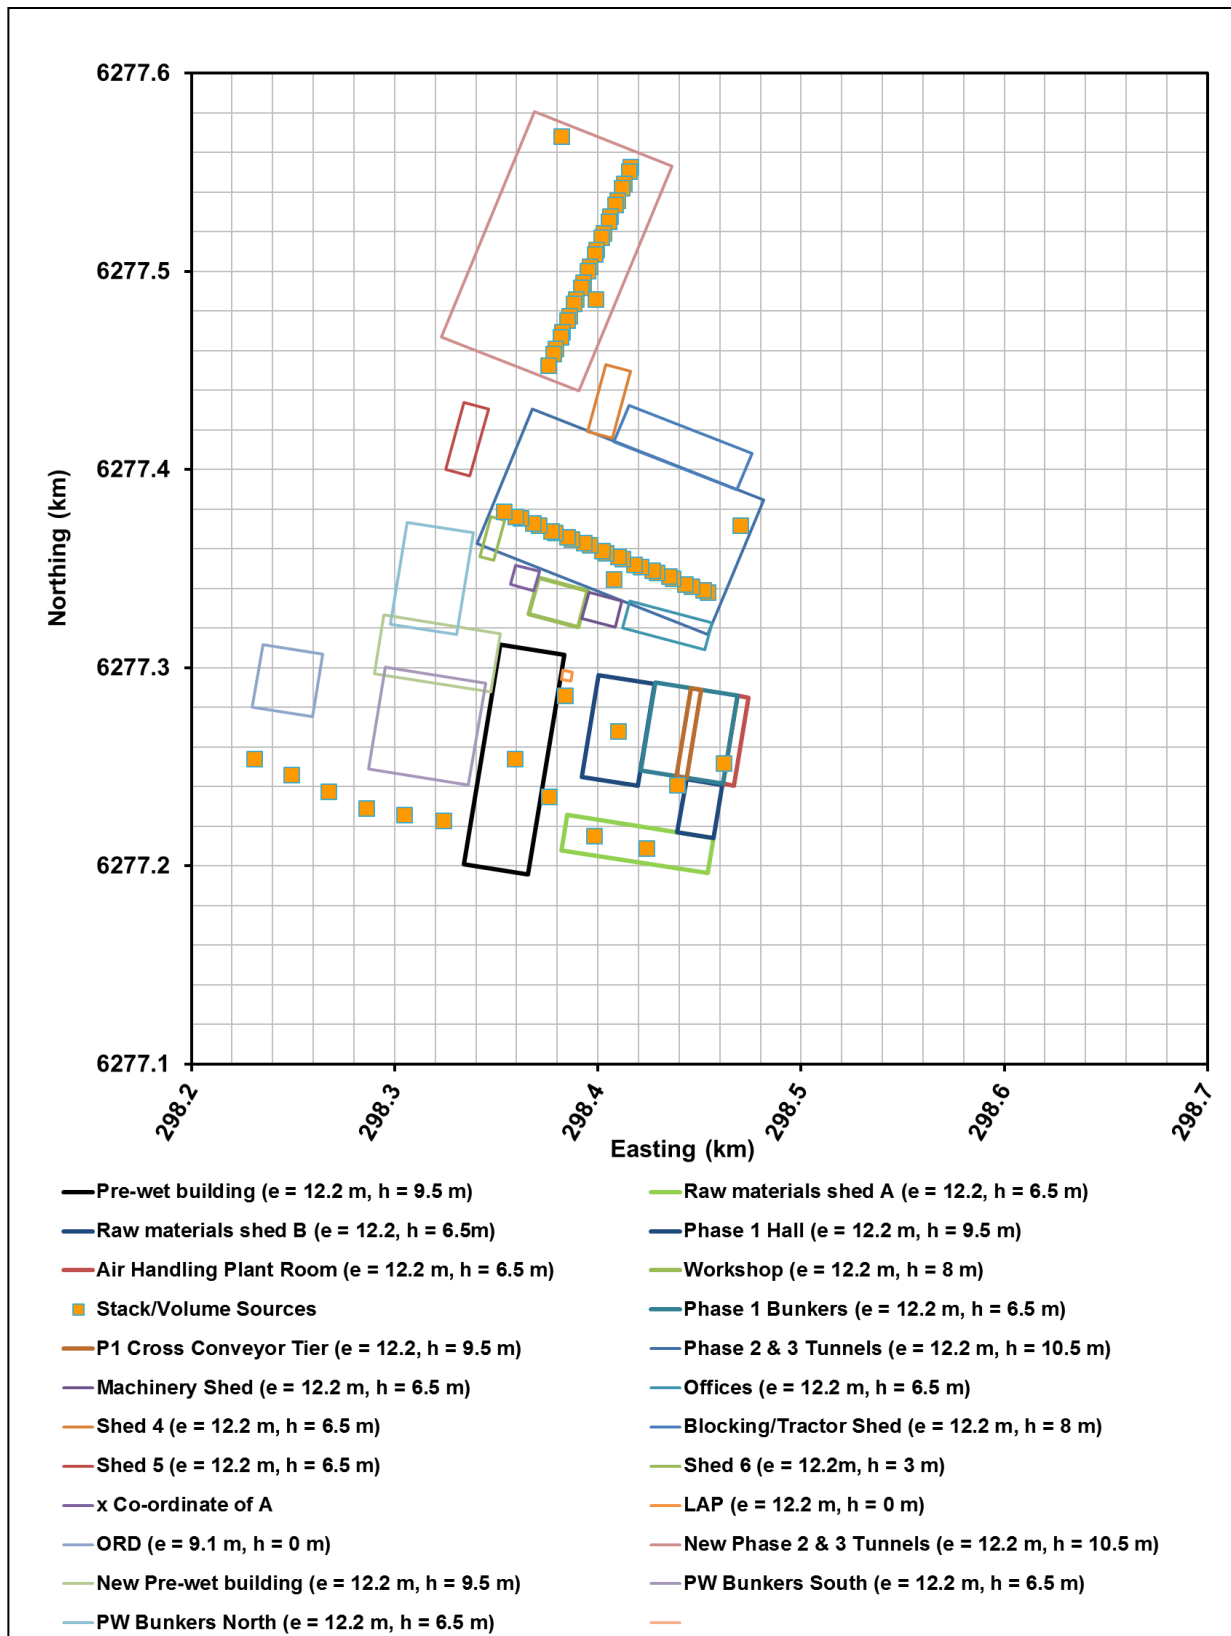 6277.6
6277.5
6277.4
6277.3
6277.2
6277.1
Northing (km)
298.2
298.3
298.4
298.5
298.6
298.7
Easting (km)
Pre-wet building (e = 12.2 m, h = 9.5 m)
Raw materials shed A (e = 12.2, h = 6.5 m)
Raw materials shed B (e = 12.2, h = 6.5m)
Phase 1 Hall (e = 12.2 m, h = 9.5 m)
Air Handling Plant Room (e = 12.2 m, h = 6.5 m)
Workshop (e = 12.2 m, h = 8 m)
Stack/Volume Sources
Phase 1 Bunkers (e = 12.2 m, h = 6.5 m)
P1 Cross Conveyor Tier (e = 12.2, h = 9.5 m)
Phase 2 & 3 Tunnels (e = 12.2 m, h = 10.5 m)
Machinery Shed (e = 12.2 m, h = 6.5 m)
Offices (e = 12.2 m, h = 6.5 m)
Shed 4 (e = 12.2 m, h = 6.5 m)
Blocking/Tractor Shed (e = 12.2 m, h = 8 m)
Shed 5 (e = 12.2 m, h = 6.5 m)
Shed 6 (e = 12.2m, h = 3 m)
x Co-ordinate of A
LAP (e = 12.2 m, h = 0 m)
ORD (e = 9.1 m, h = 0 m)
New Phase 2 & 3 Tunnels (e = 12.2 m, h = 10.5 m)
New Pre-wet building (e = 12.2 m, h = 9.5 m)
PW Bunkers South (e = 12.2 m, h = 6.5 m)
PW Bunkers North (e = 12.2 m, h = 6.5 m)